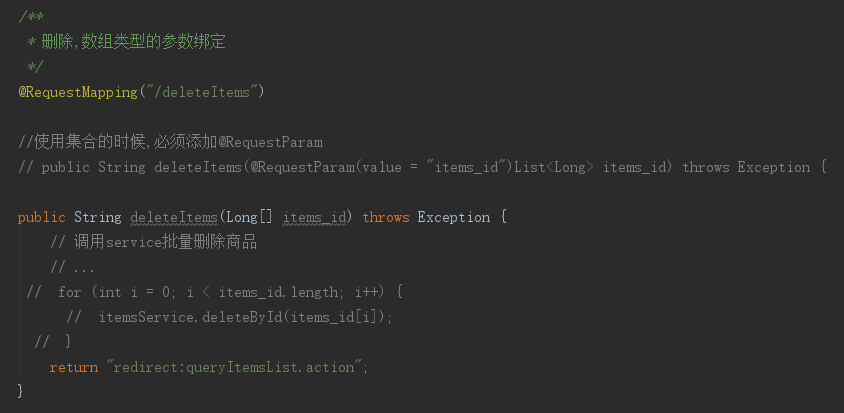 /**
 * 删除,数组类型的参数绑定
 */
@RequestMapping("/deleteItems")
//使用集合的时候,必须添加@RequestParam
// public String deleteItems(@RequestParam(value = "items_id")List<Long> items_id) throws Exception {
public String deleteItems(Long[] items_id) throws Exception {
    // 调用service批量删除商品
    // ...
 //  for (int i = 0; i < items_id.length; i++) {
      //  itemsService.deleteById(items_id[i]);
  //  }
    return "redirect:queryItemsList.action";
}